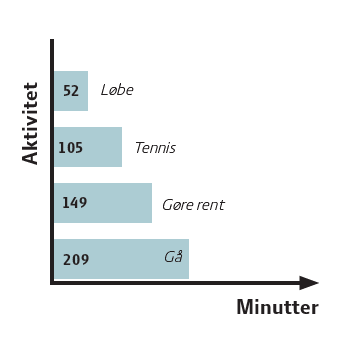 Aktivitet
52 Løbe
105 Tennis
149 Gøre rent
209 Gå
Minutter